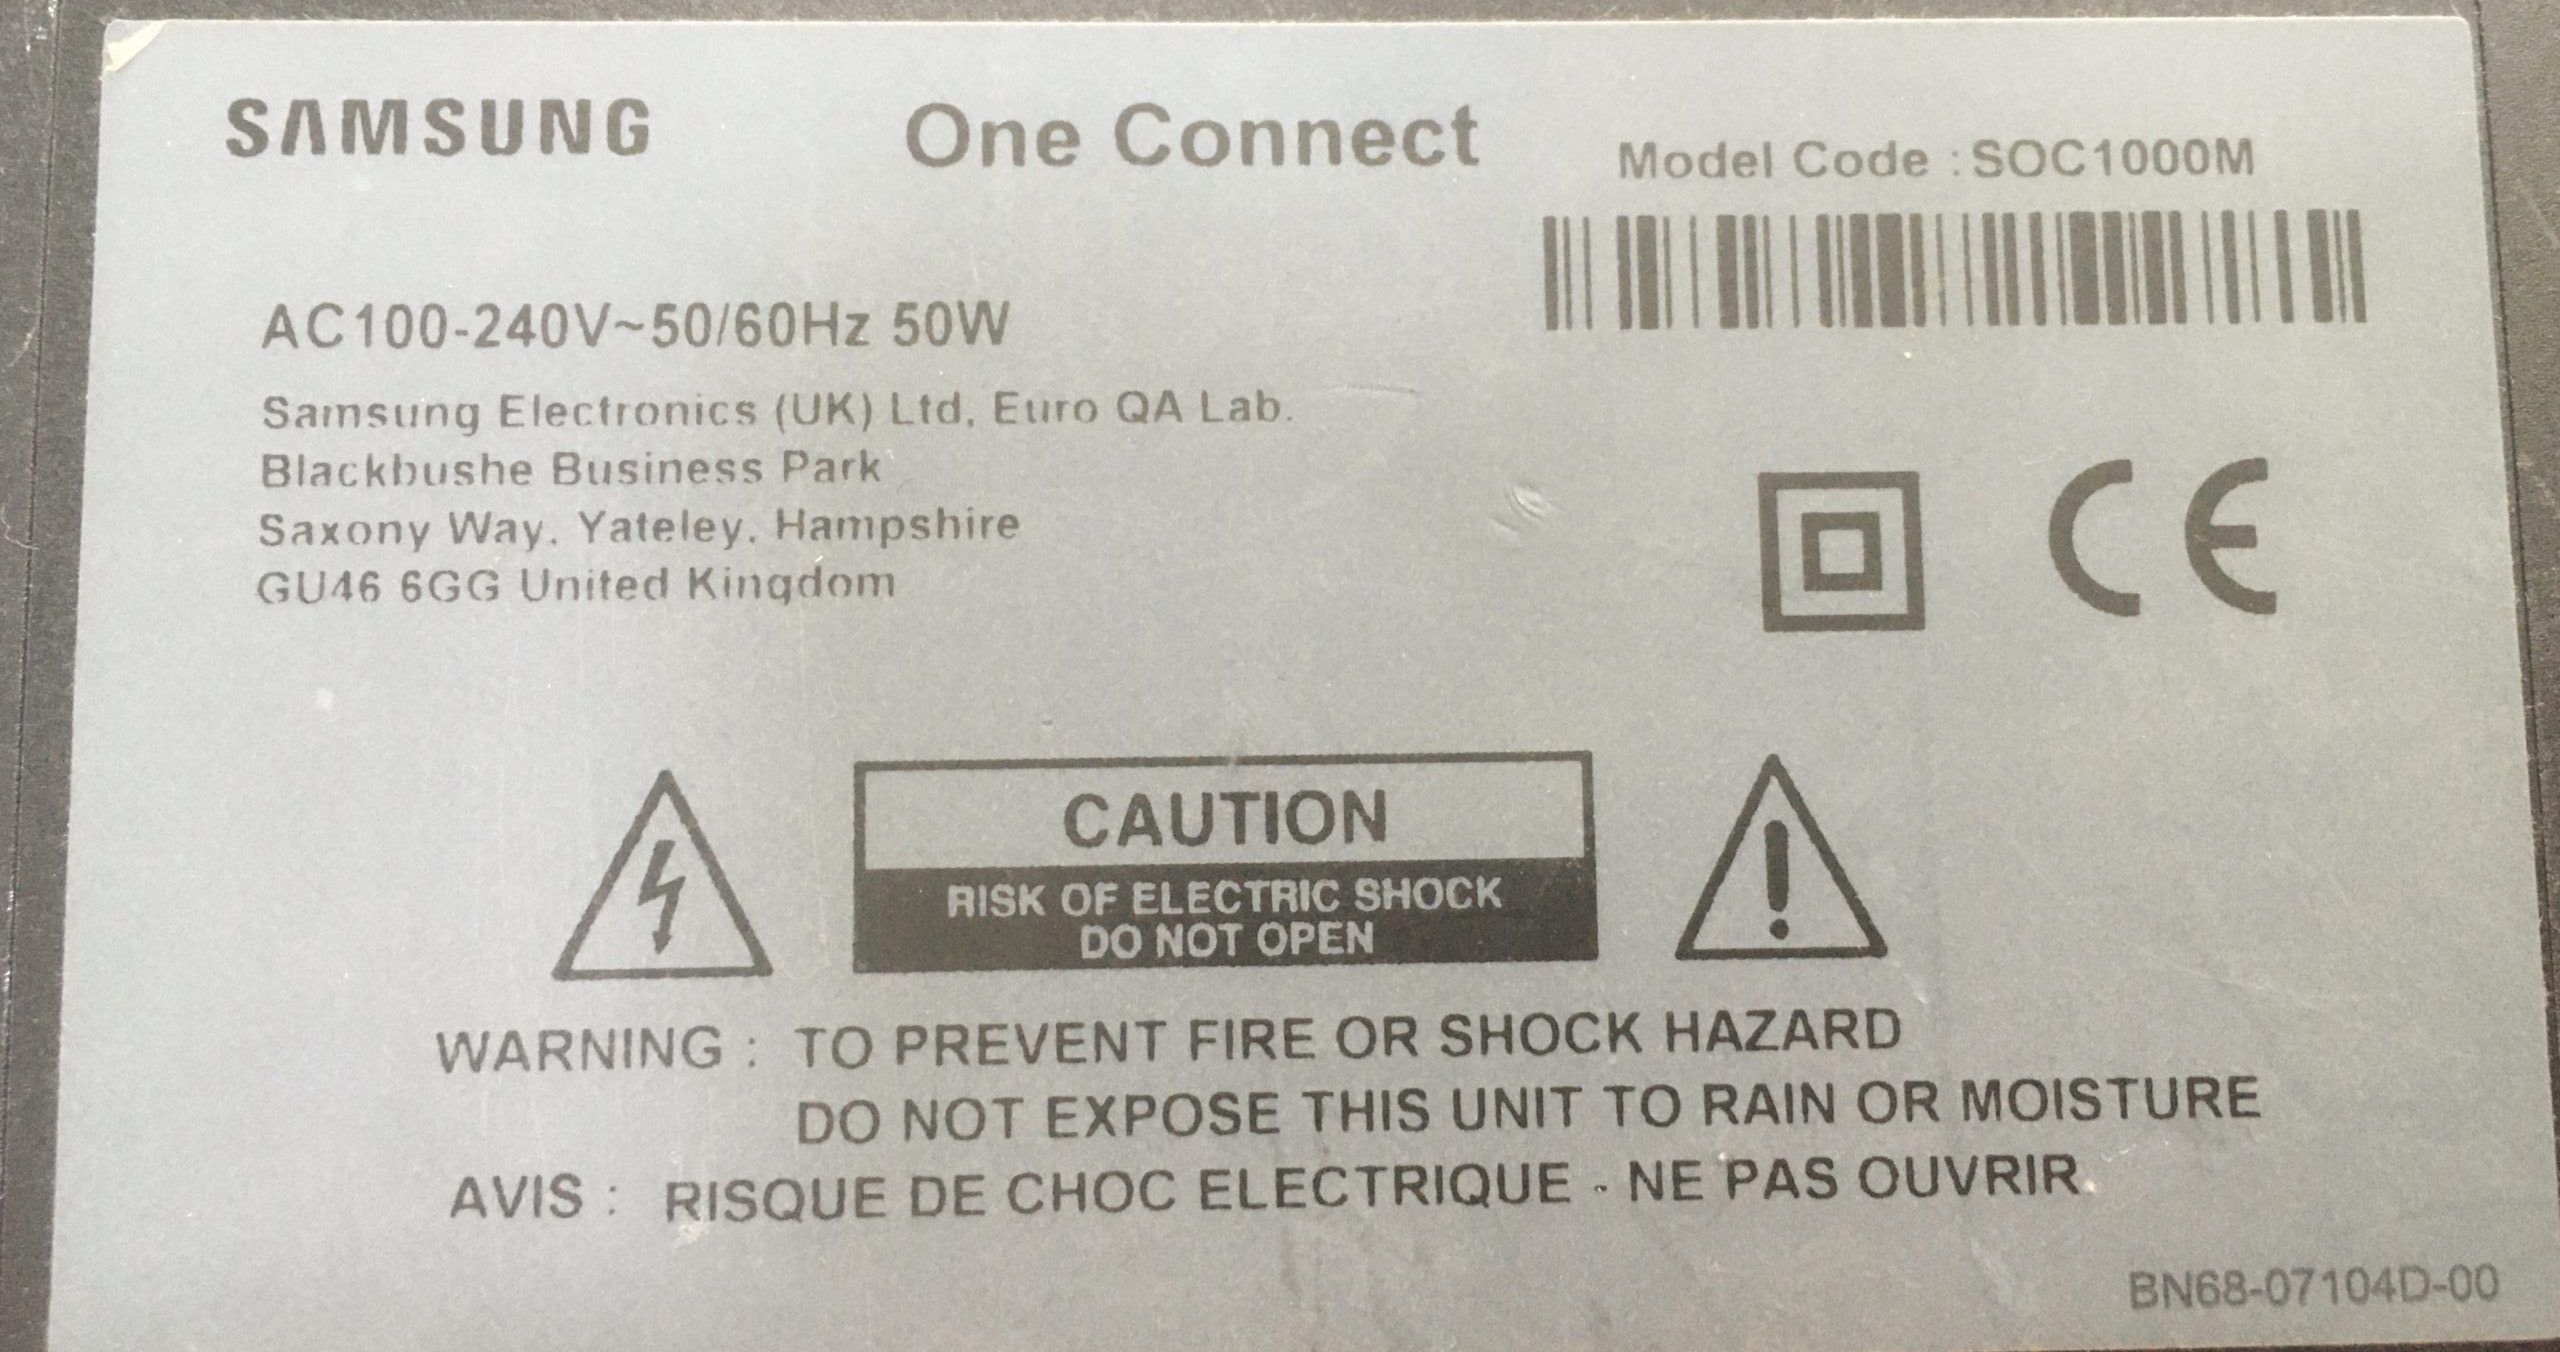 SAMSUNG One Connect Model Code : SOC1000M
AC100-240V~50/60Hz 50W
Samsung Electronics (UK) Ltd, Euro QA Lab.
Blackbushe Business Park
Saxony Way, Yateley, Hampshire
GU46 6GG United Kingdom
CE
CAUTION
RISK OF ELECTRIC SHOCK
DO NOT OPEN
WARNING : TO PREVENT FIRE OR SHOCK HAZARD
DO NOT EXPOSE THIS UNIT TO RAIN OR MOISTURE
AVIS : RISQUE DE CHOC ELECTRIQUE - NE PAS OUVRIR.
BN68-07104D-00